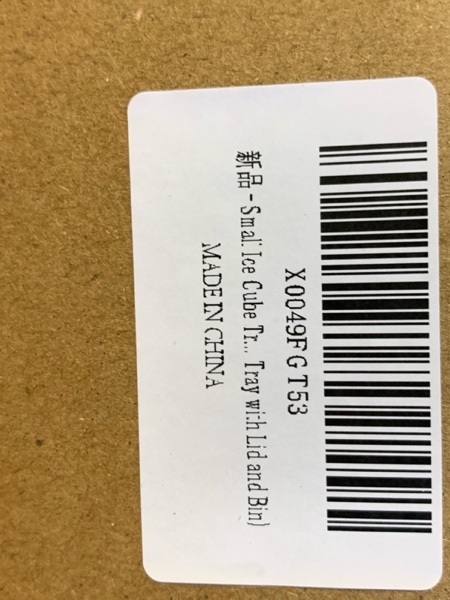 X0049FGT53
新品 - Small Ice Cube Tr... Tray with Lid and Bin)
MADE IN CHINA